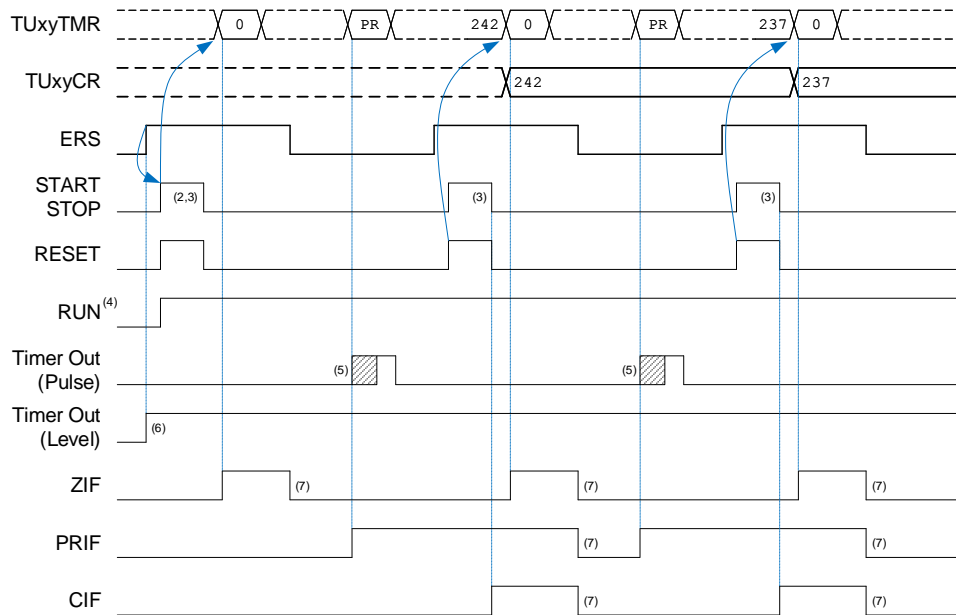 TUxyTMR 0 PR 242 0 PR 237 0
TUxyCR 242 237
ERS
START
STOP (2,3) (3) (3)
RESET
RUN(4)
Timer Out
(Pulse) (5) (5)
Timer Out
(Level) (6)
ZIF (7) (7) (7)
PRIF (7) (7)
CIF (7) (7)